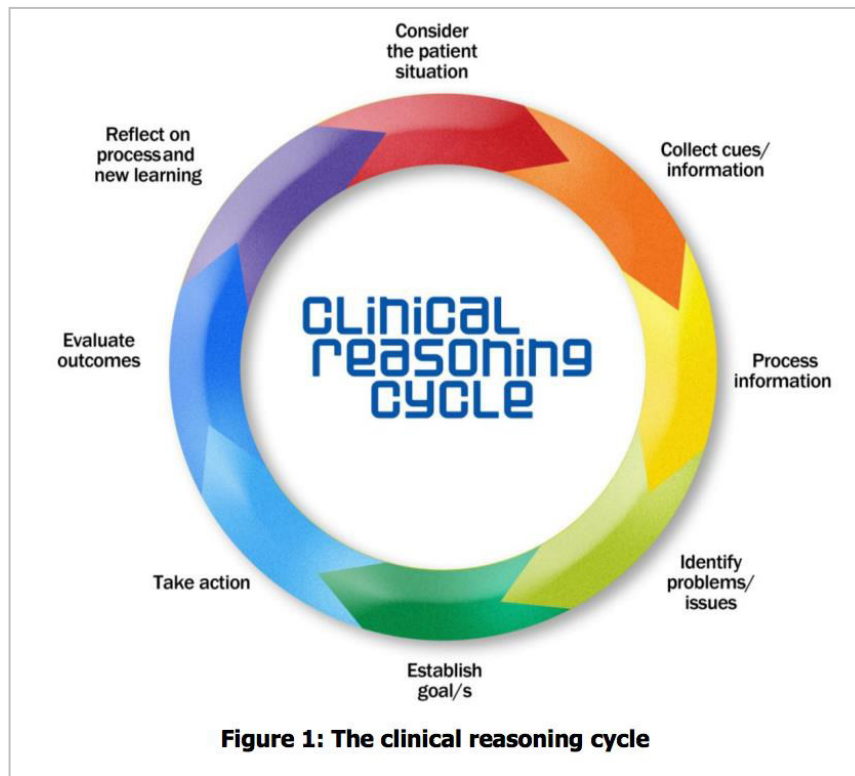 Consider
the patient
situation
Collect cues/
information
Process
information
Identify
problems/
issues
Establish
goal/s
Take action
Evaluate
outcomes
Reflect on
process and
new learning
CLinicaL
reasoning
cycLe
Figure 1: The clinical reasoning cycle